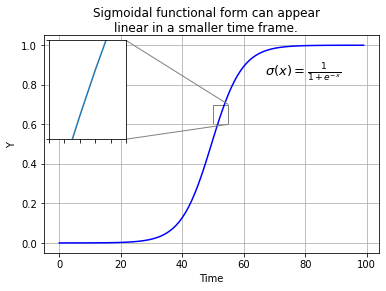 Sigmoidal functional form can appear
linear in a smaller time frame.
1.0
0.8
0.6
0.4
0.2
0.0
Y
σ(x) = 1/(1+e^{-x})
0 20 40 60 80 100
Time